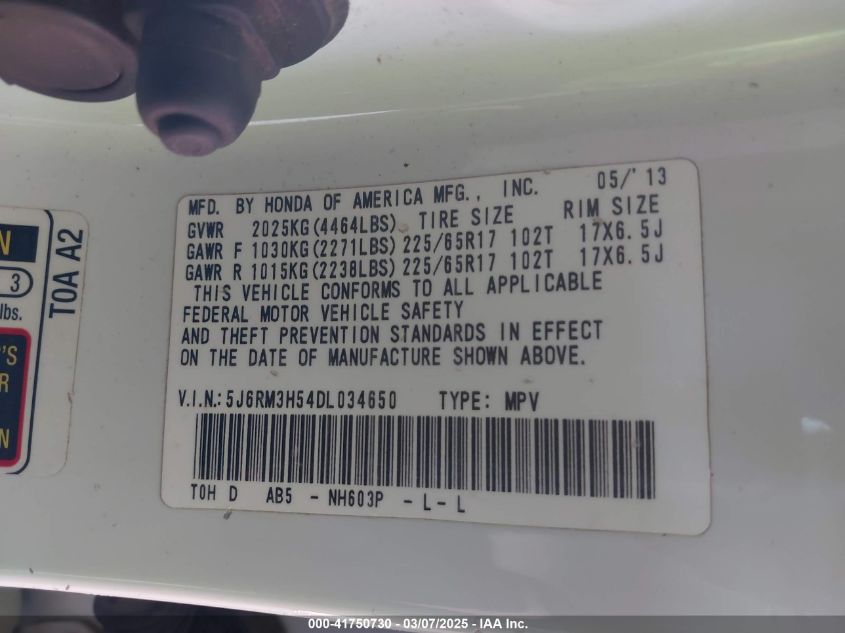 MFD. BY HONDA OF AMERICA MFG., INC. 05/'13
GVWR 2025KG(4464LBS) TIRE SIZE RIM SIZE
GAWR F 1030KG(2271LBS) 225/65R17 102T 17X6.5J
GAWR R 1015KG(2238LBS) 225/65R17 102T 17X6.5J
THIS VEHICLE CONFORMS TO ALL APPLICABLE
FEDERAL MOTOR VEHICLE SAFETY
AND THEFT PREVENTION STANDARDS IN EFFECT
ON THE DATE OF MANUFACTURE SHOWN ABOVE.
V.I.N.: 5J6RM3H54DL034650 TYPE: MPV
T0H D AB5 - NH603P - L - L
N
3
lbs.
'S
R
N
T0A A2
000-41750730 — 03/07/2025 — IAA Inc.